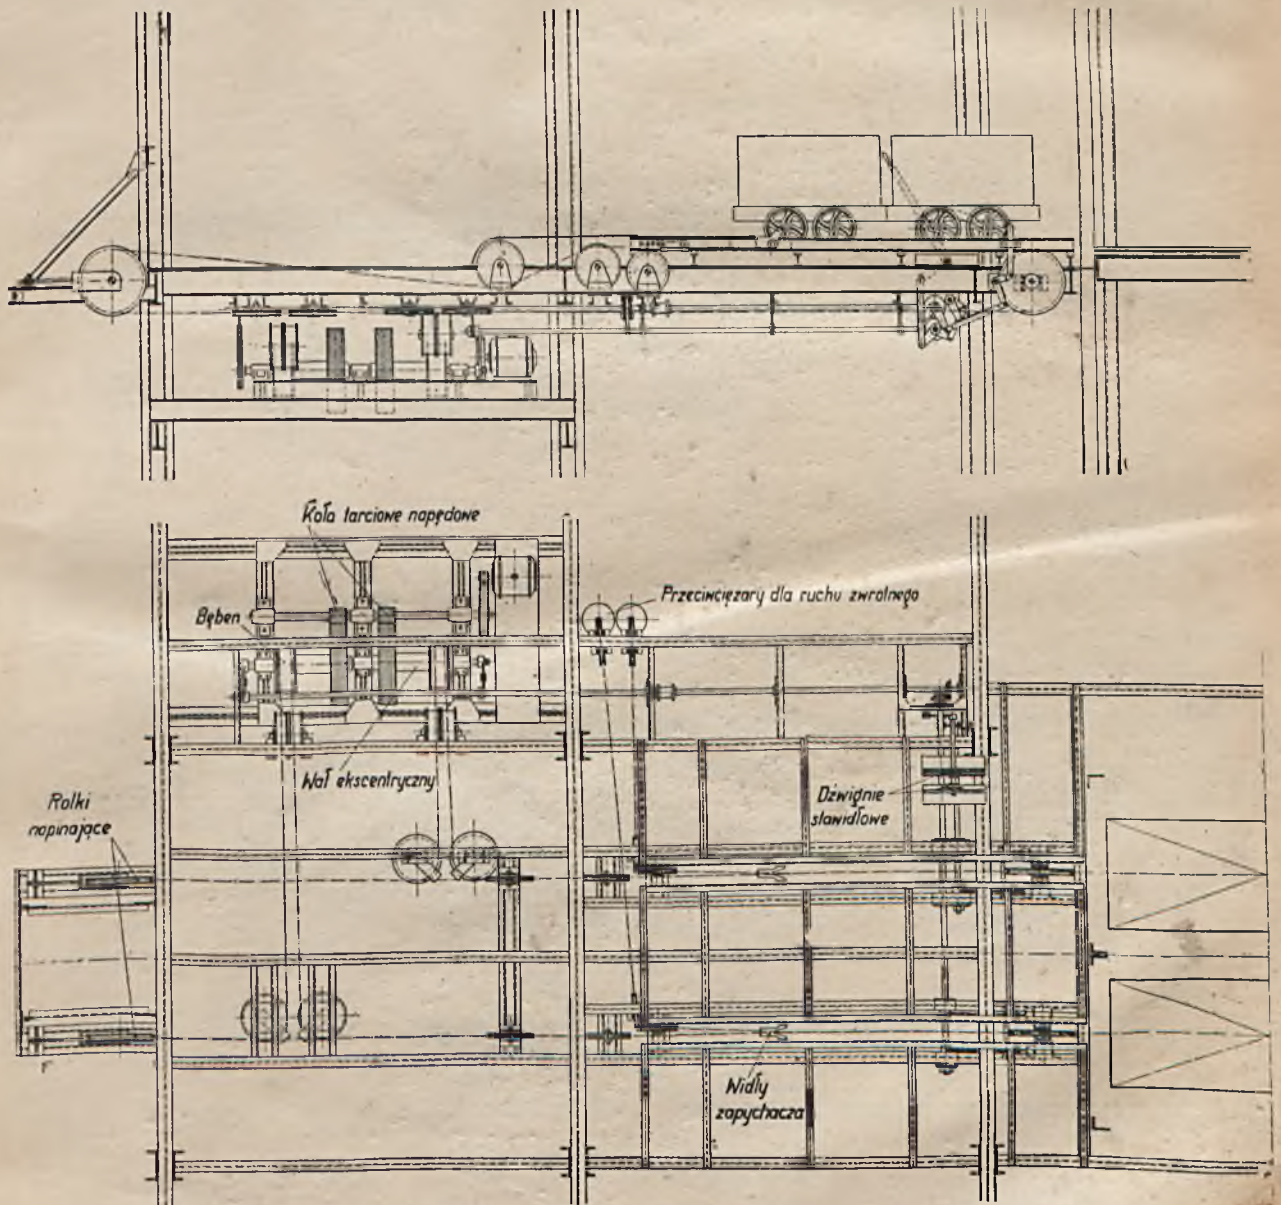 Koła tarciowe napędowe
Bęben
Przeciwciężary dla ruchu zwrotnego
Wał ekscentryczny
Rolki
napinające
Dźwignie
stawidłowe
Widły
zapychacza